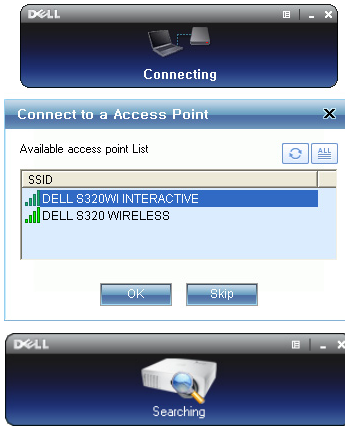 DELL
Connecting
Connect to a Access Point
Available access point List
ALL
SSID
DELL S320WI INTERACTIVE
DELL S320 WIRELESS
OK
Skip
DELL
Searching